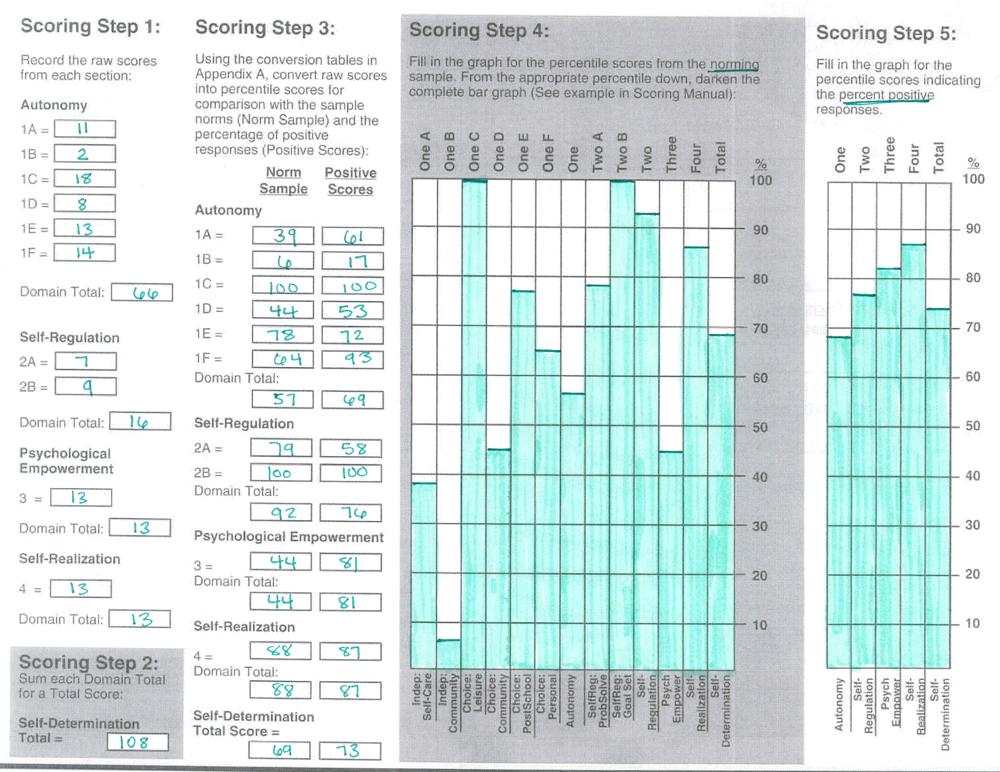 Scoring Step 1:
Record the raw scores
from each section:
Autonomy
1A = 11
1B = 2
1C = 18
1D = 8
1E = 13
1F = 14
Domain Total: 66
Self-Regulation
2A = 7
2B = 9
Domain Total: 16
Psychological
Empowerment
3 = 13
Domain Total: 13
Self-Realization
4 = 13
Domain Total: 13
Scoring Step 2:
Sum each Domain Total
for a Total Score:
Self-Determination
Total = 108
Scoring Step 3:
Using the conversion tables in
Appendix A, convert raw scores
into percentile scores for
comparison with the sample
norms (Norm Sample) and the
percentage of positive
responses (Positive Scores):
Norm Positive
Sample Scores
Autonomy
1A = 39 61
1B = 6 17
1C = 100 100
1D = 44 53
1E = 78 72
1F = 64 93
Domain Total:
57 69
Self-Regulation
2A = 79 58
2B = 100 100
Domain Total:
92 76
Psychological Empowerment
3 = 44 81
Domain Total:
44 81
Self-Realization
4 = 88 87
Domain Total:
88 87
Self-Determination
Total Score =
69 73
Scoring Step 4:
Fill in the graph for the percentile scores from the norming
sample. From the appropriate percentile down, darken the
complete bar graph (See example in Scoring Manual):
One A
One B
One C
One D
One E
One F
One
Two A
Two B
Two
Three
Four
Total
%
100
90
80
70
60
50
40
30
20
10
Indep:
Self-Care
Indep:
Community
Choice:
Leisure
Choice:
Community
Choice:
PostSchool
Choice:
Personal
Autonomy
SelfReg:
ProbSolve
SelfReg:
Goal Set
Self-
Regulation
Psych
Empower
Self-
Realization
Self-
Determination
Scoring Step 5:
Fill in the graph for the
percentile scores indicating
the percent positive
responses.
One
Two
Three
Four
Total
%
100
90
80
70
60
50
40
30
20
10
Autonomy
Self-
Regulation
Psych
Empower
Self-
Realization
Self-
Determination